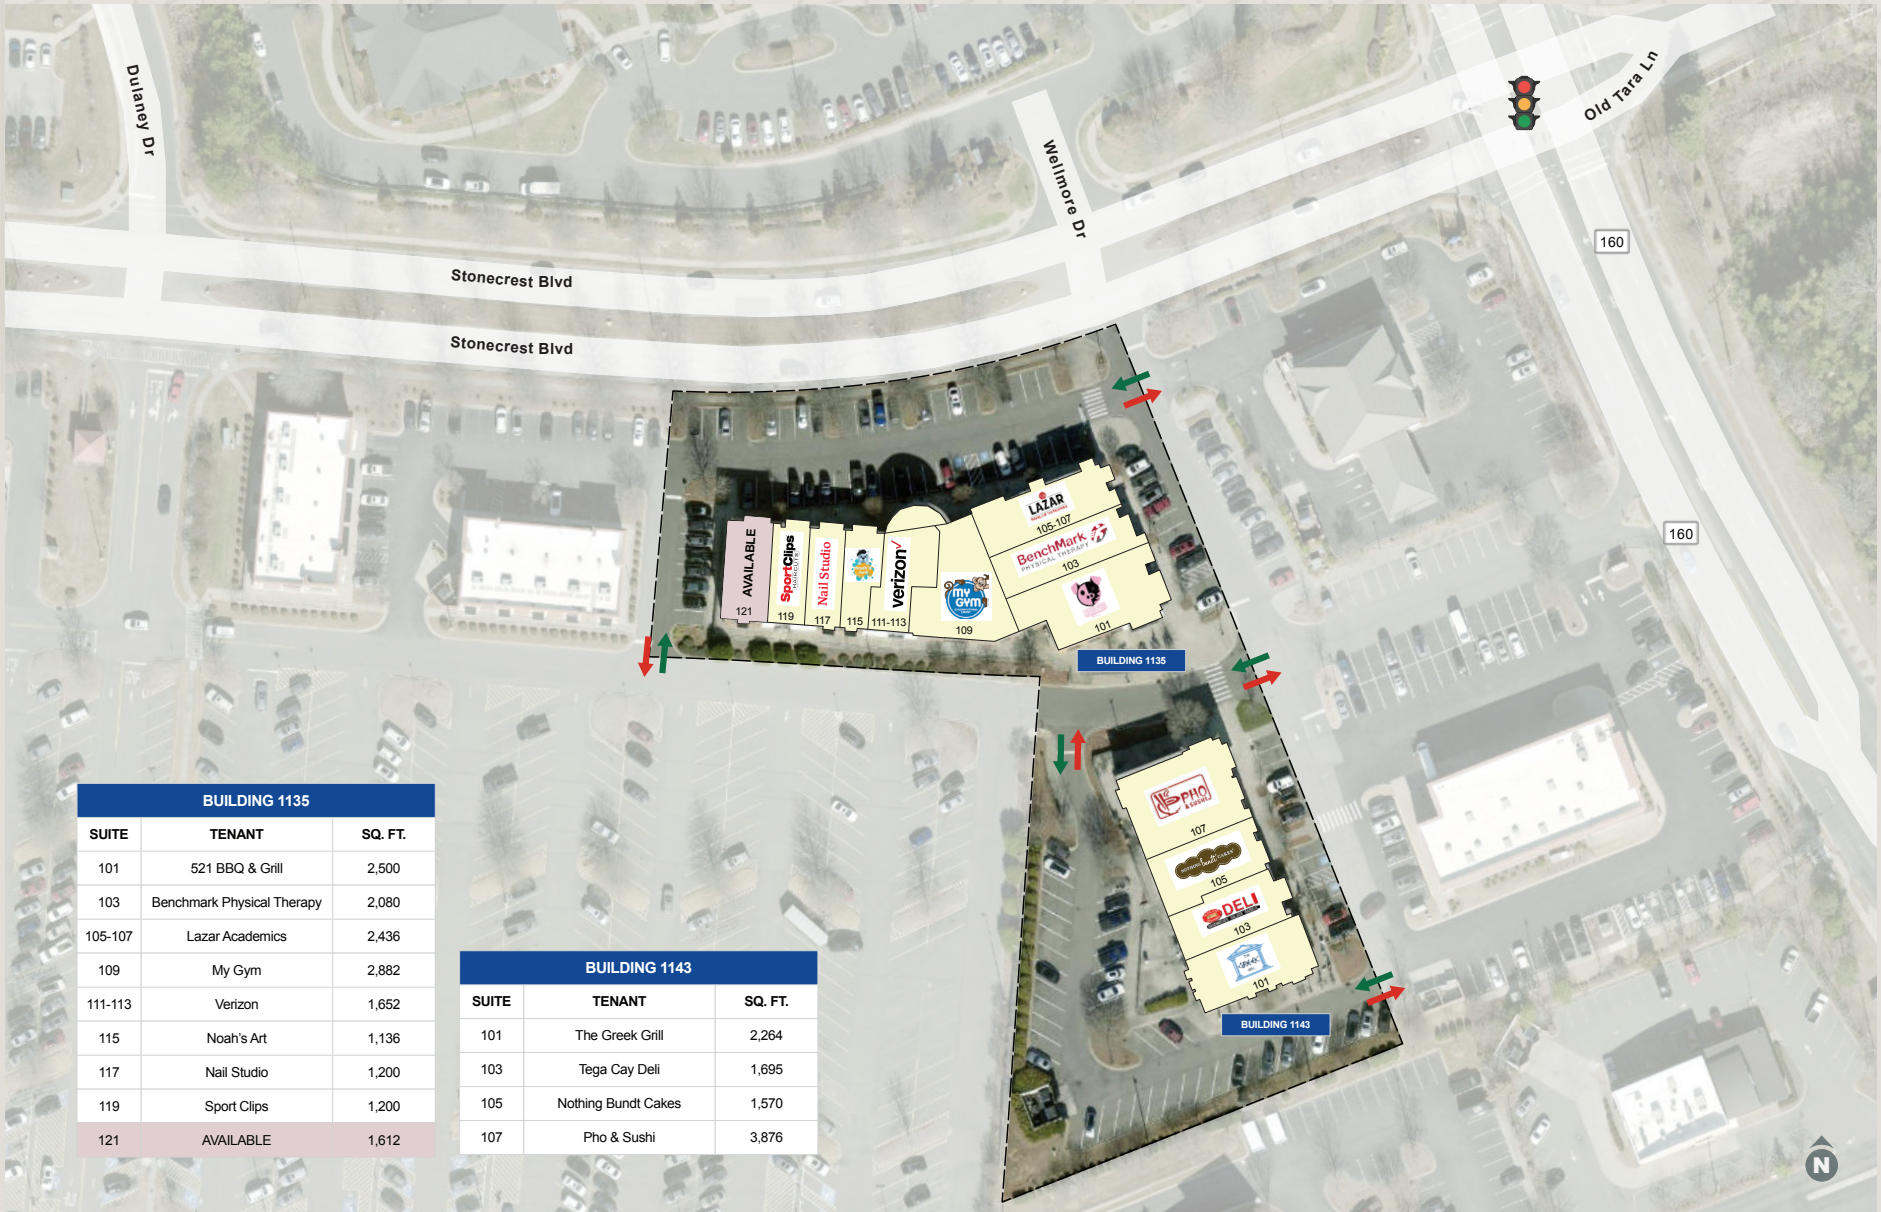 Dulaney Dr
Wellmore Dr
Old Tara Ln
160
160
Stonecrest Blvd
Stonecrest Blvd
AVAILABLE
121
SportClips
HAIRCUTS
119
Nail Studio
117
115
verizon
111-113
MY
GYM
109
LAZAR
105-107
BenchMark
PHYSICAL THERAPY
103
101
BUILDING 1135
PHO
& SUSHI
107
NOTHING bundt CAKES
105
DELI
103
101
BUILDING 1143
BUILDING 1135
SUITE TENANT SQ. FT.
101 521 BBQ & Grill 2,500
103 Benchmark Physical Therapy 2,080
105-107 Lazar Academics 2,436
109 My Gym 2,882
111-113 Verizon 1,652
115 Noah's Art 1,136
117 Nail Studio 1,200
119 Sport Clips 1,200
121 AVAILABLE 1,612
BUILDING 1143
SUITE TENANT SQ. FT.
101 The Greek Grill 2,264
103 Tega Cay Deli 1,695
105 Nothing Bundt Cakes 1,570
107 Pho & Sushi 3,876
N